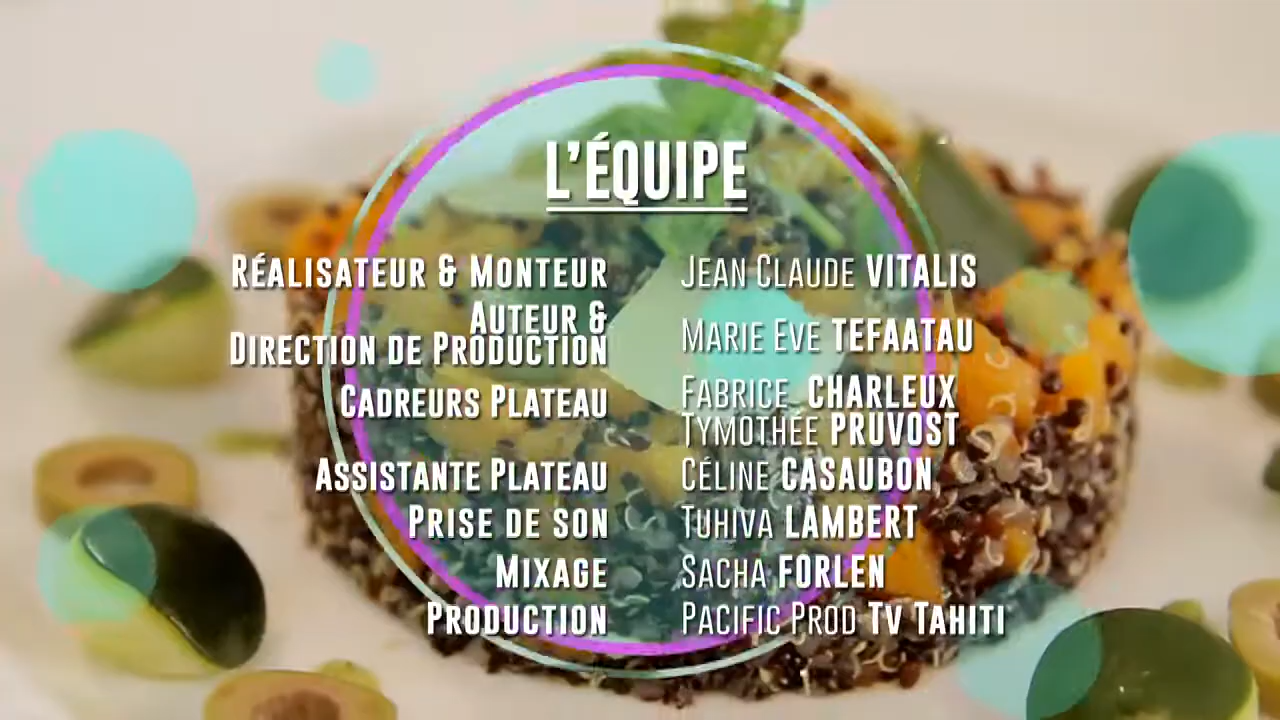 L'ÉQUIPE
RÉALISATEUR & MONTEUR JEAN CLAUDE VITALIS
AUTEUR &
DIRECTION DE PRODUCTION MARIE EVE TEFAATAU
CADREURS PLATEAU FABRICE CHARLEUX
TYMOTHÉE PRUVOST
ASSISTANTE PLATEAU CÉLINE CASAUBON
PRISE DE SON TUHIVA LAMBERT
MIXAGE SACHA FORLEN
PRODUCTION PACIFIC PROD TV TAHITI